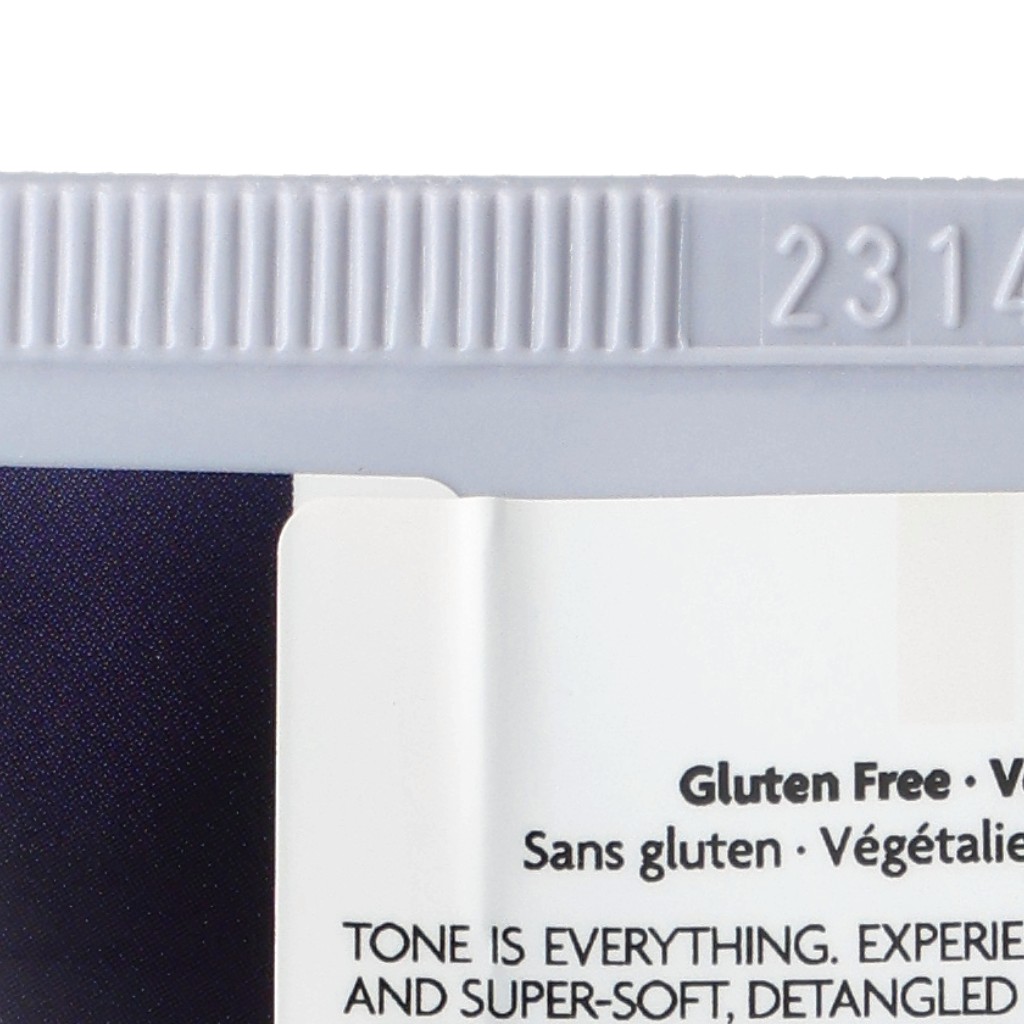 2314
Gluten Free ·
Sans gluten ·
TONE IS EVERYTHING.
AND SUPER-SOFT, DETANGLED